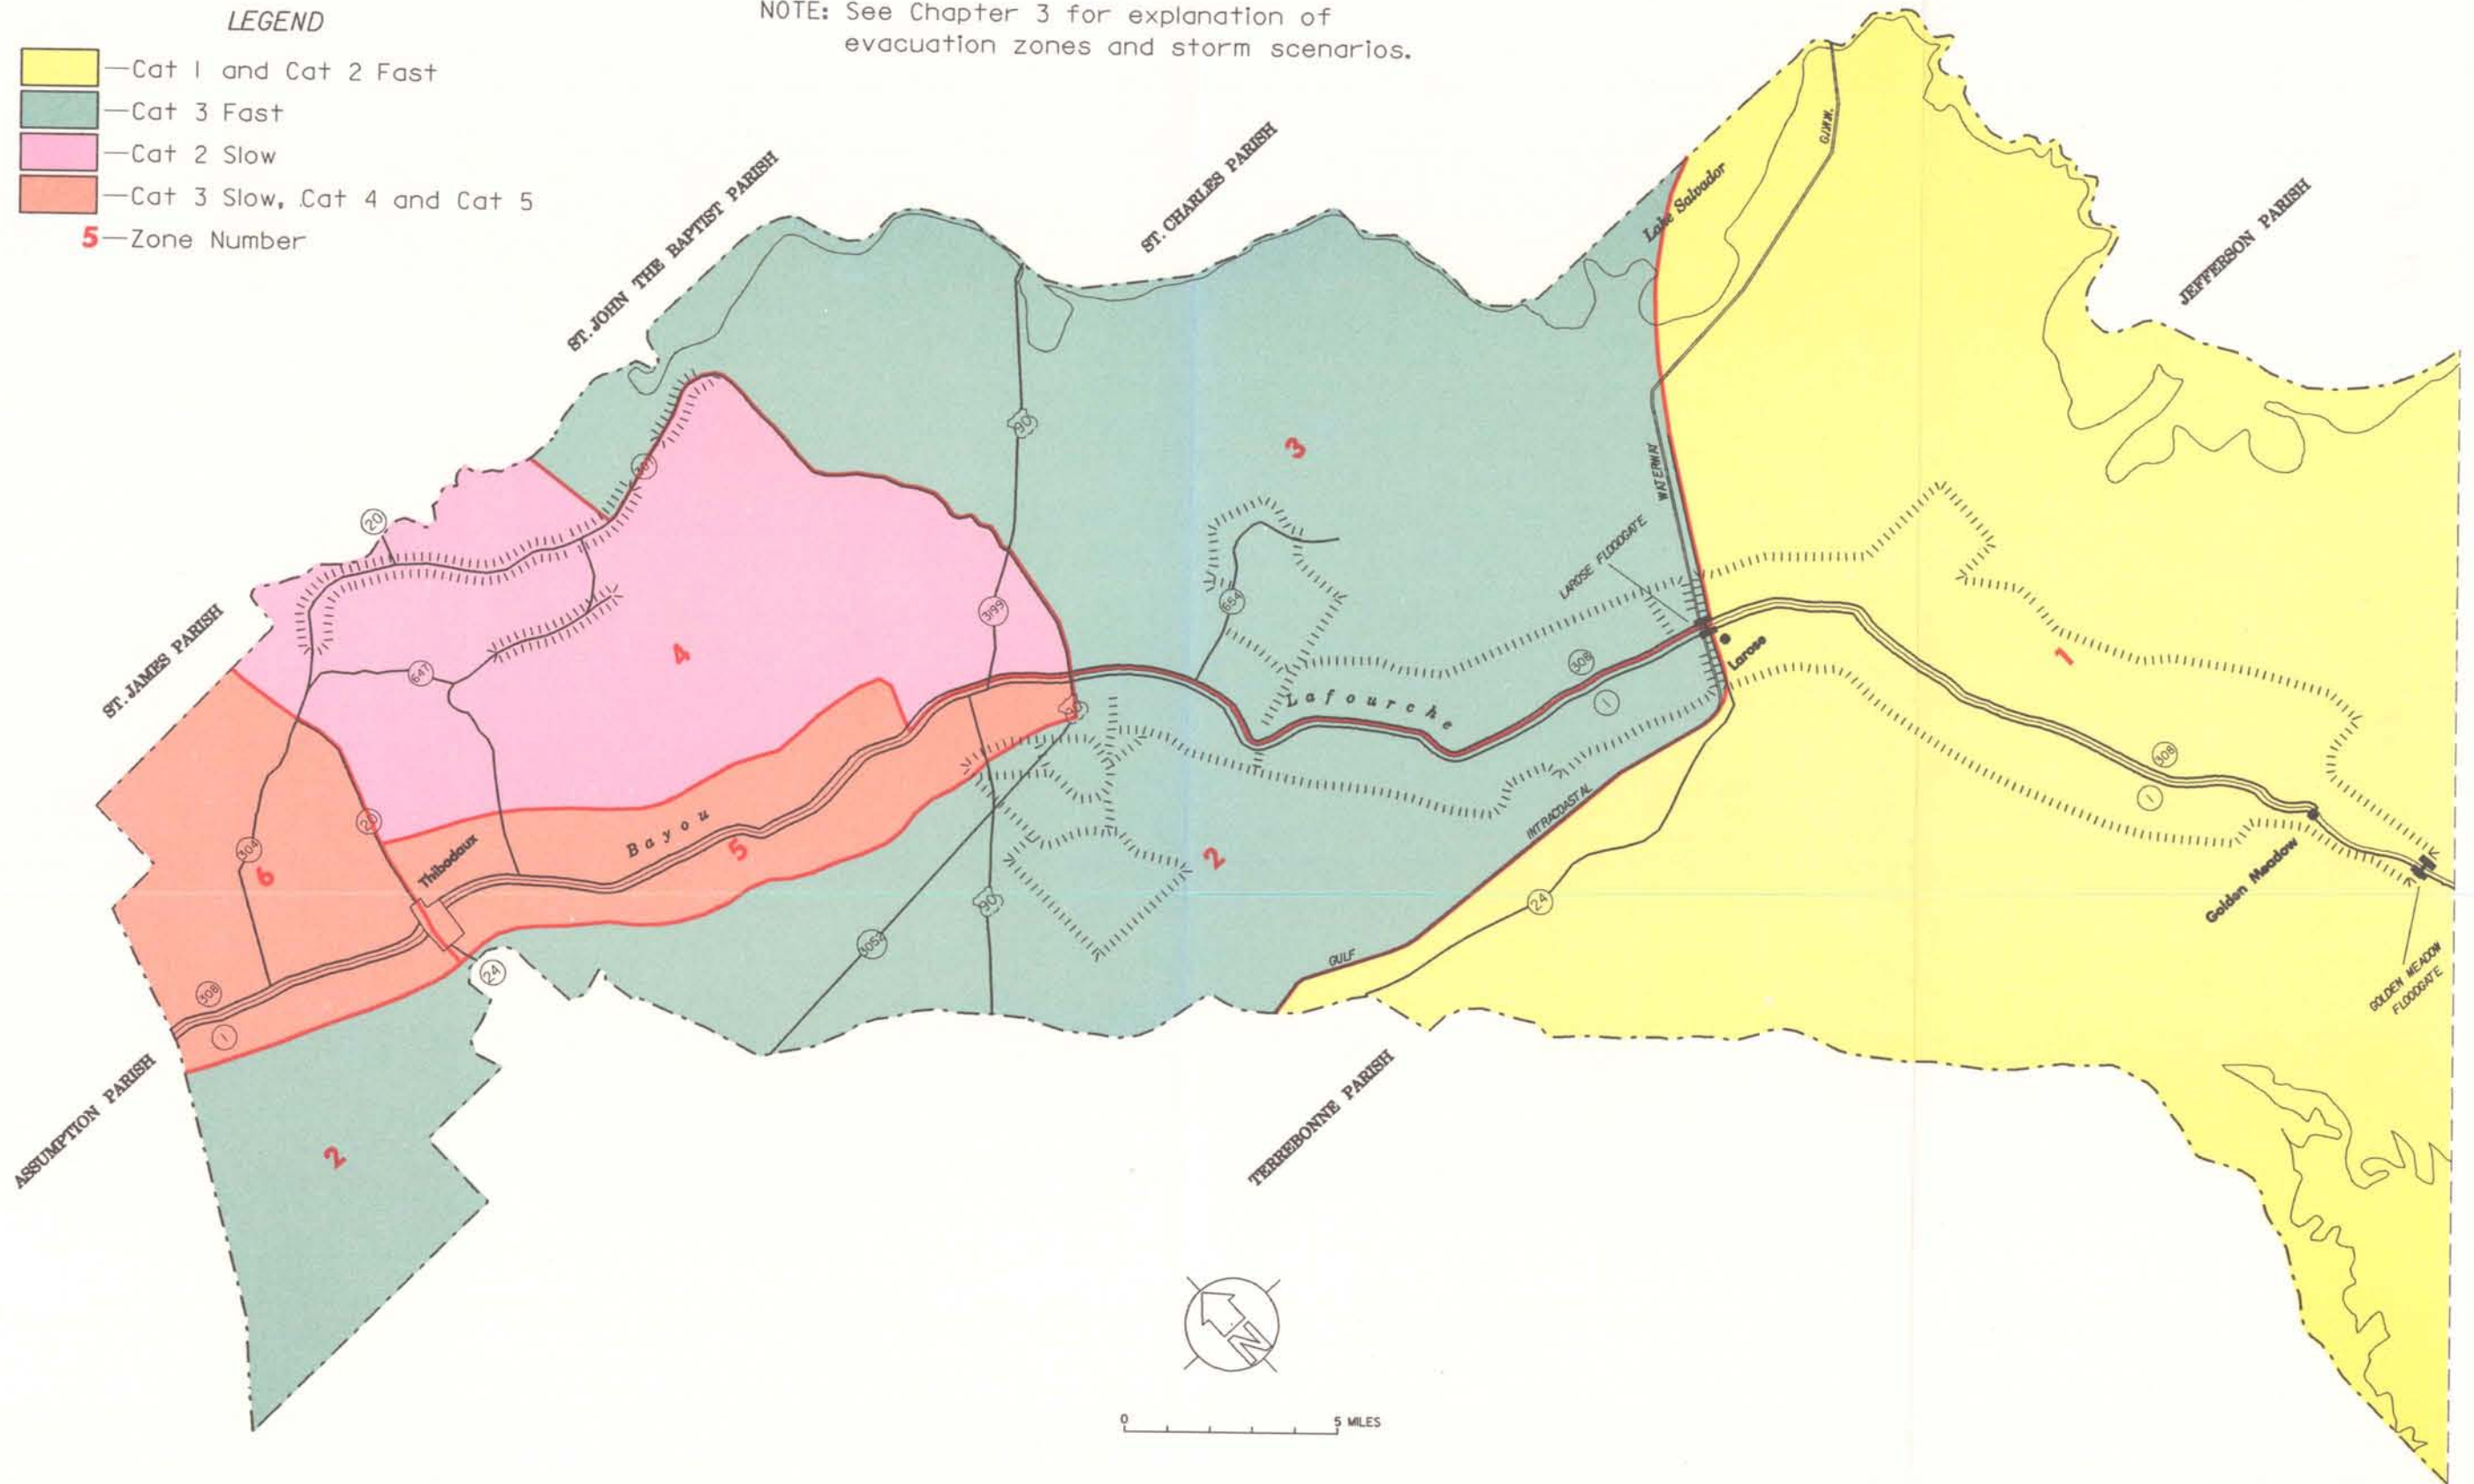 LEGEND
Cat 1 and Cat 2 Fast
Cat 3 Fast
Cat 2 Slow
Cat 3 Slow, Cat 4 and Cat 5
5 Zone Number
NOTE: See Chapter 3 for explanation of
evacuation zones and storm scenarios.
ST. JOHN THE BAPTIST PARISH
ST. CHARLES PARISH
JEFFERSON PARISH
ST. JAMES PARISH
ASSUMPTION PARISH
TERREBONNE PARISH
Lake Salvador
G.I.W.W.
WATERWAY
LAROSE FLOODGATE
Larose
INTRACOASTAL
GULF
Bayou
Lafourche
Thibodaux
Golden Meadow
GOLDEN MEADOW
FLOODGATE
20
307
90
3
654
3199
647
4
308
1
1
308
1
20
304
6
5
90
2
24
3052
90
24
308
1
2
N
0
5 MILES